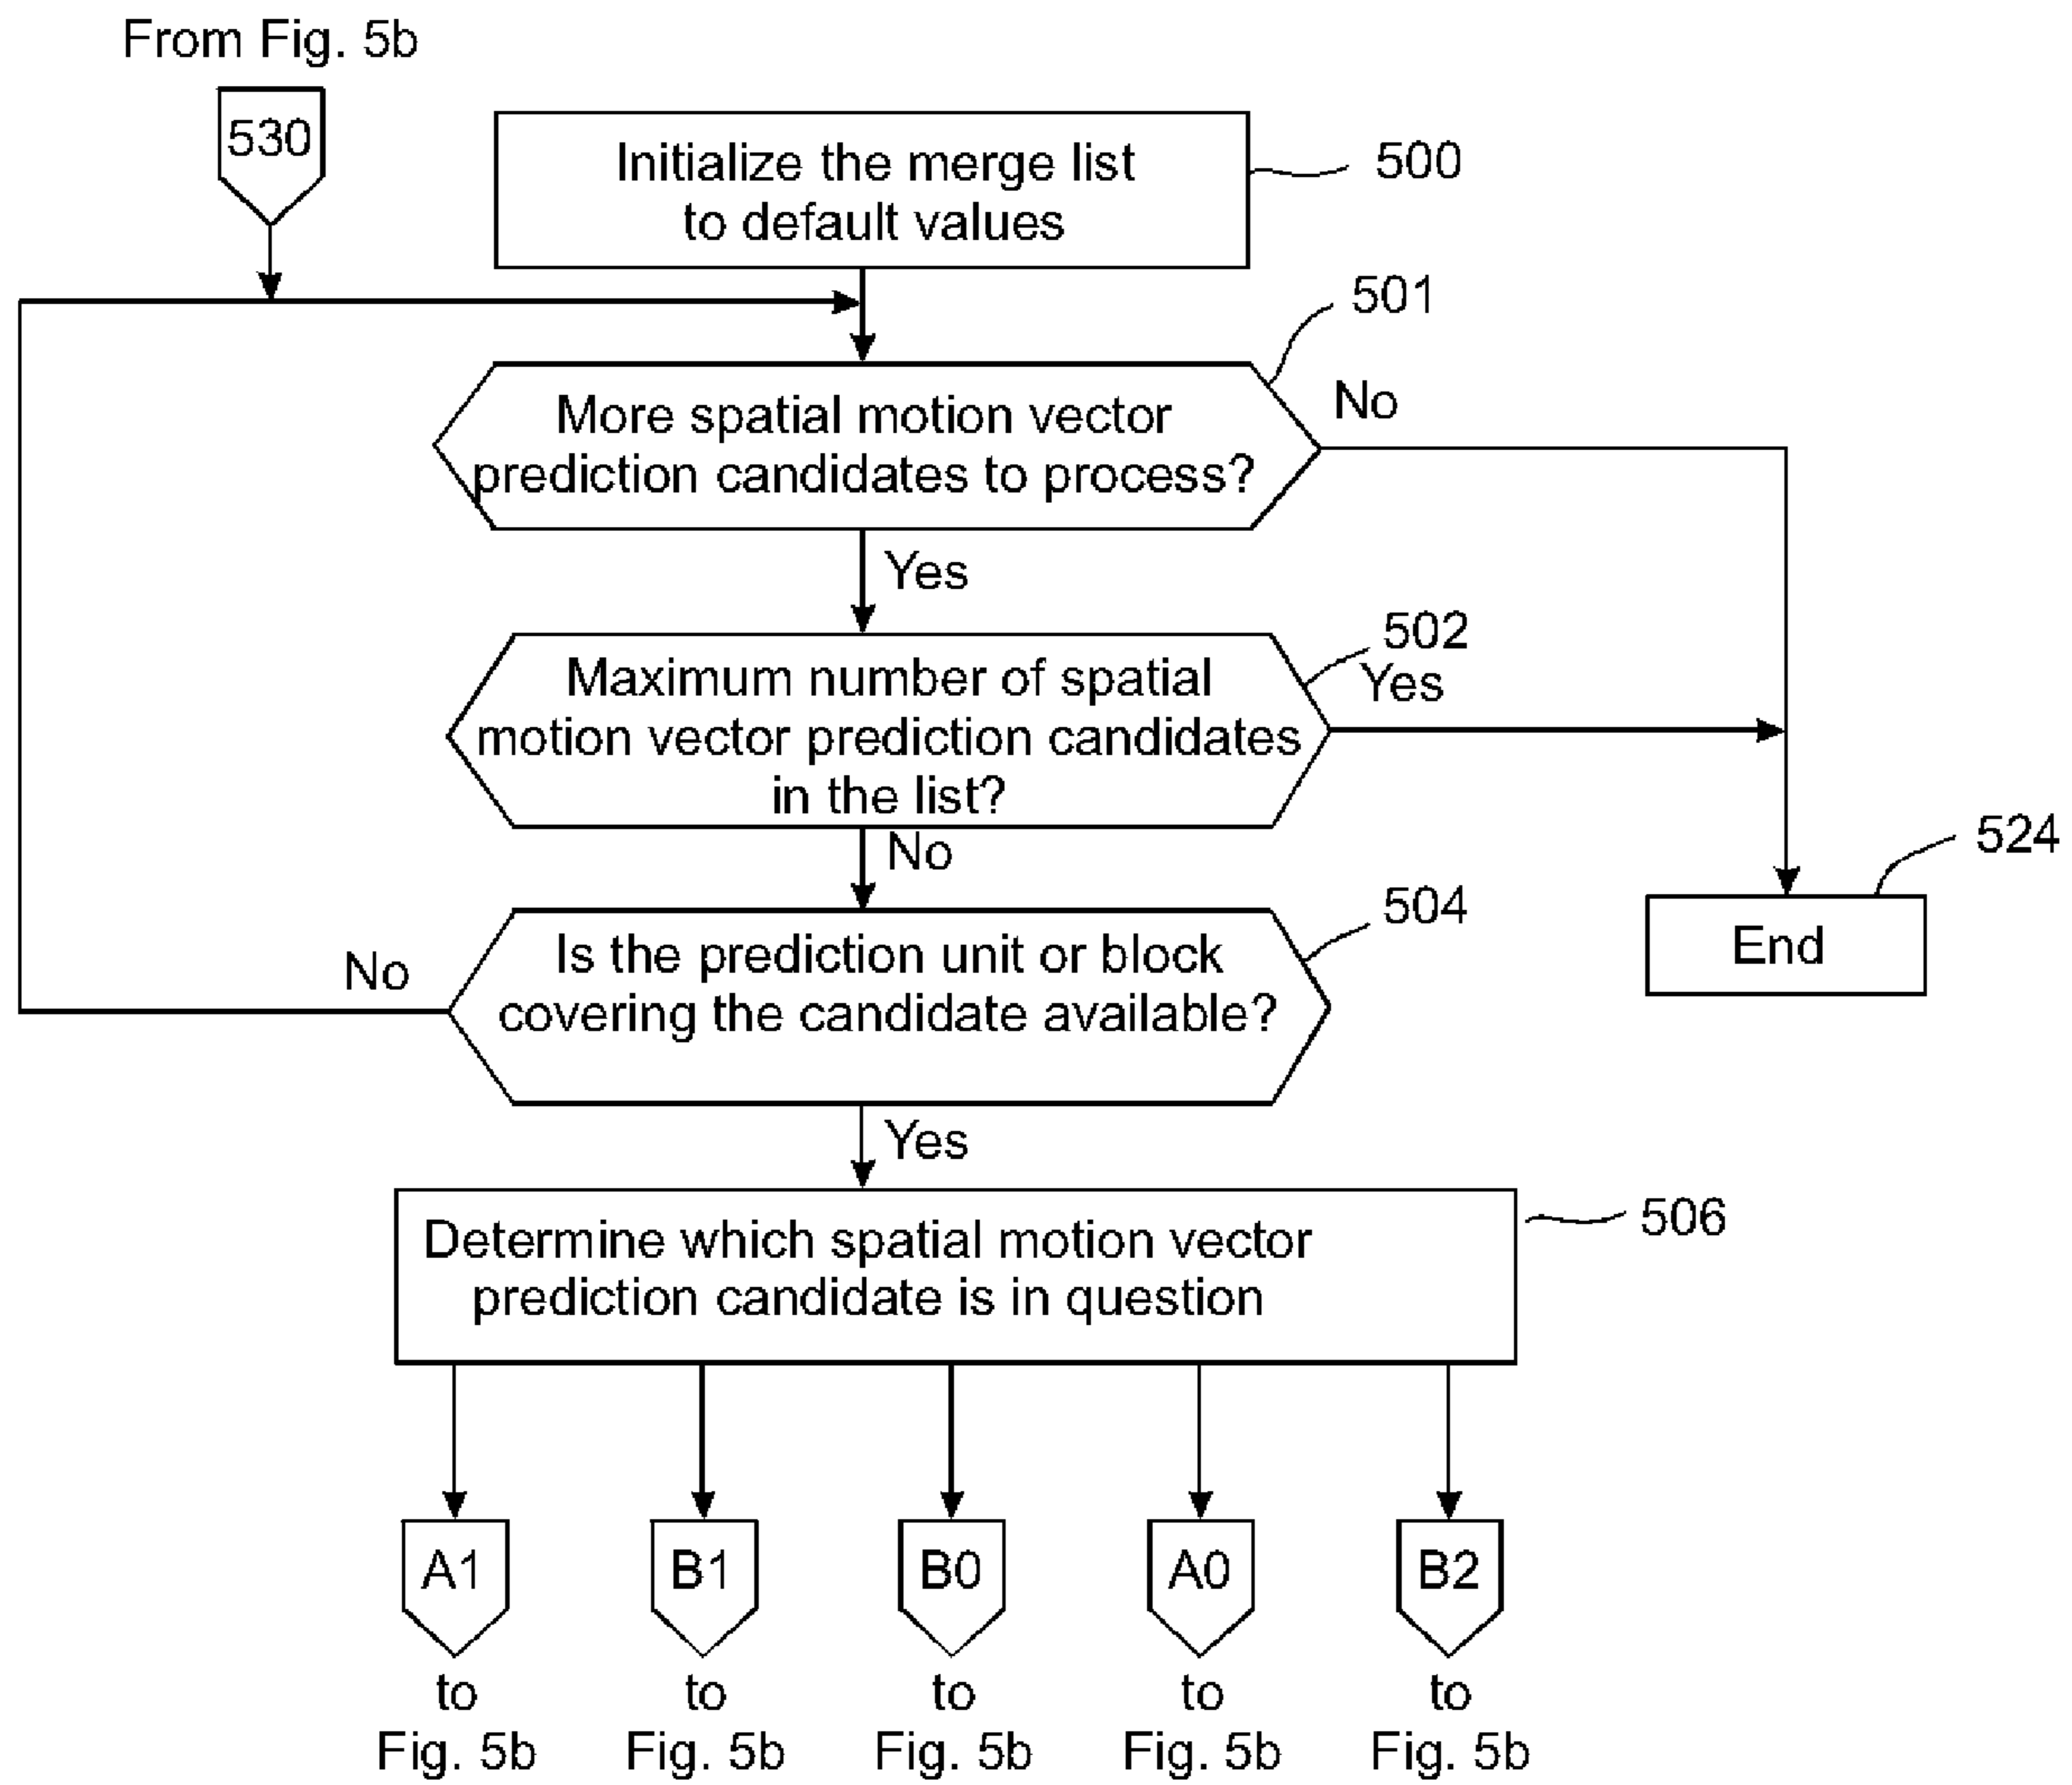 From Fig. 5b
530
Initialize the merge list
to default values
500
501
More spatial motion vector
prediction candidates to process?
No
Yes
502
Maximum number of spatial
motion vector prediction candidates
in the list?
Yes
No
524
End
504
Is the prediction unit or block
covering the candidate available?
No
Yes
506
Determine which spatial motion vector
prediction candidate is in question
A1
B1
B0
A0
B2
to
Fig. 5b
to
Fig. 5b
to
Fig. 5b
to
Fig. 5b
to
Fig. 5b